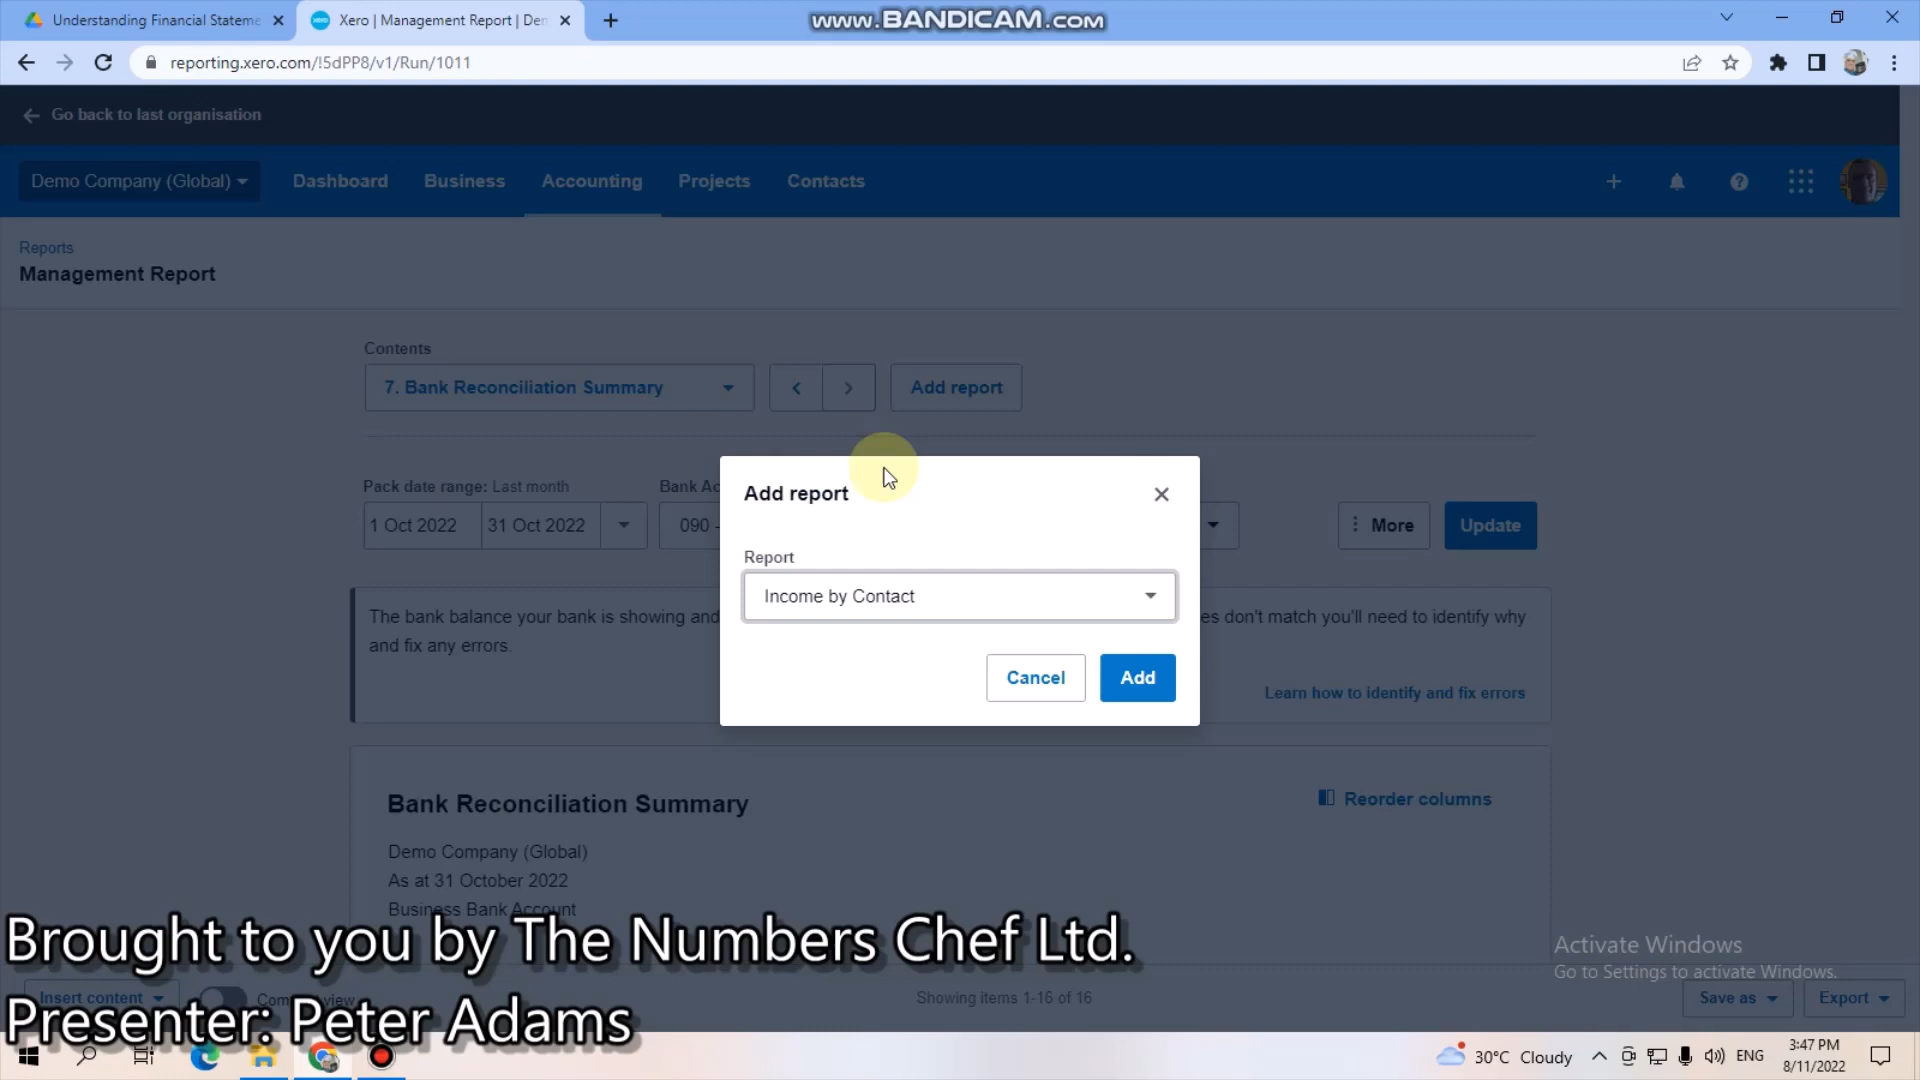 Understanding Financial Stateme
Xero | Management Report | Den
www.BANDICAM.com
reporting.xero.com/!5dPP8/v1/Run/1011
Go back to last organisation
Demo Company (Global)
Dashboard
Business
Accounting
Projects
Contacts
Reports
Management Report
Contents
7. Bank Reconciliation Summary
Add report
Pack date range: Last month
Bank Ac
1 Oct 2022
31 Oct 2022
090 -
More
Update
Add report
Report
Income by Contact
Cancel
Add
The bank balance your bank is showing and
es don't match you'll need to identify why
and fix any errors.
Learn how to identify and fix errors
Bank Reconciliation Summary
Reorder columns
Demo Company (Global)
As at 31 October 2022
Business Bank Account
Brought to you by The Numbers Chef Ltd.
Activate Windows
Go to Settings to activate Windows.
Insert content
Showing items 1-16 of 16
Save as
Export
Presenter: Peter Adams
30°C Cloudy
ENG
3:47 PM
8/11/2022